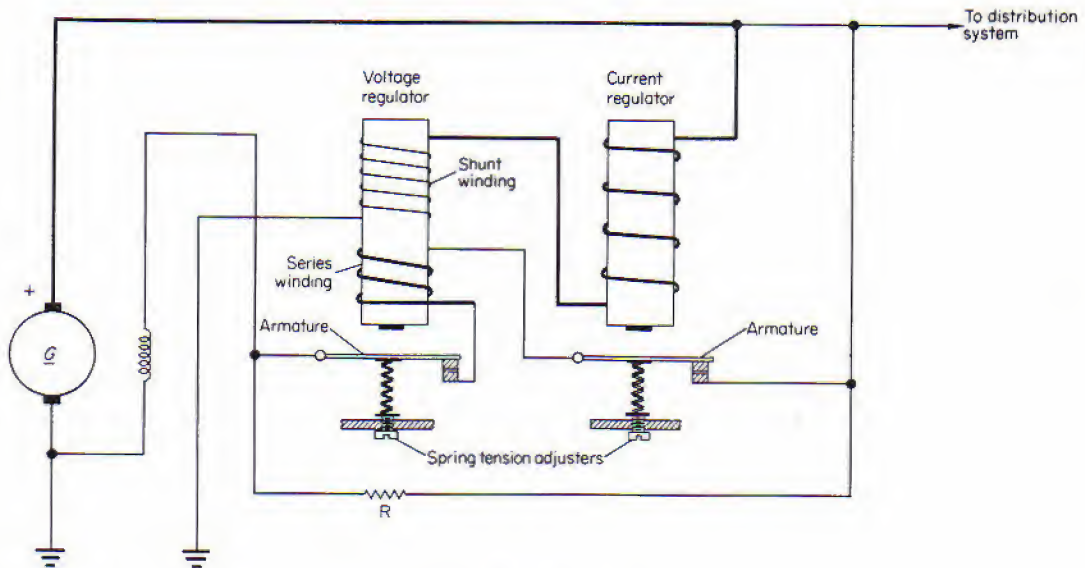 To distribution
system
Voltage
regulator
Current
regulator
Shunt
winding
Series
winding
+
Armature
Armature
G
Spring tension adjusters
R